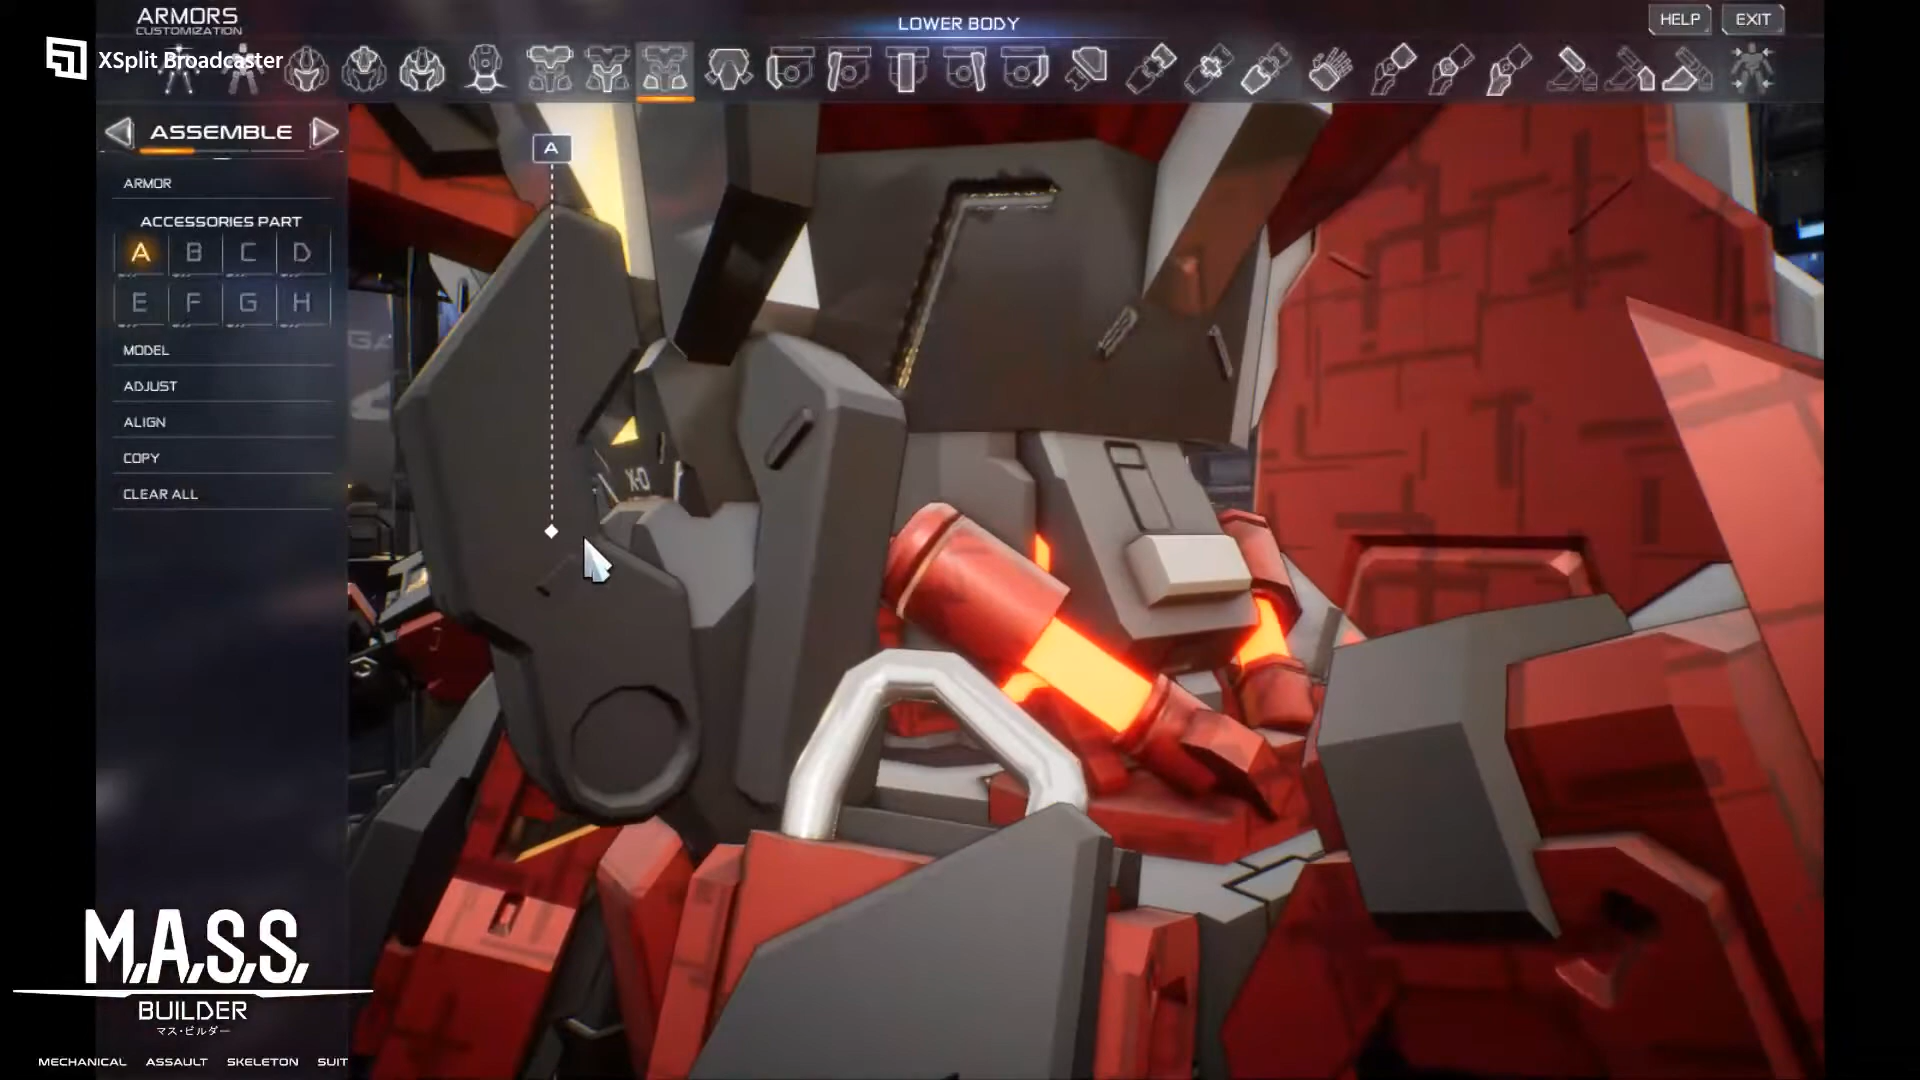 ARMORS
CUSTOMIZATION
LOWER BODY
HELP
EXIT
XSplit Broadcaster
ASSEMBLE
A
ARMOR
ACCESSORIES PART
A B C D
E F G H
MODEL
ADJUST
ALIGN
COPY
CLEAR ALL
X-0
M.A.S.S.
BUILDER
マス・ビルダー
MECHANICAL ASSAULT SKELETON SUIT